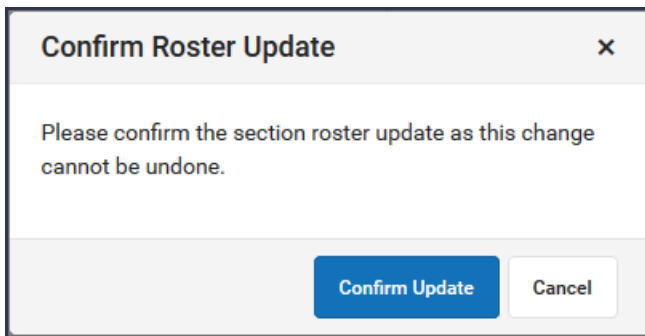 Confirm Roster Update ×
Please confirm the section roster update as this change
cannot be undone.
Confirm Update Cancel